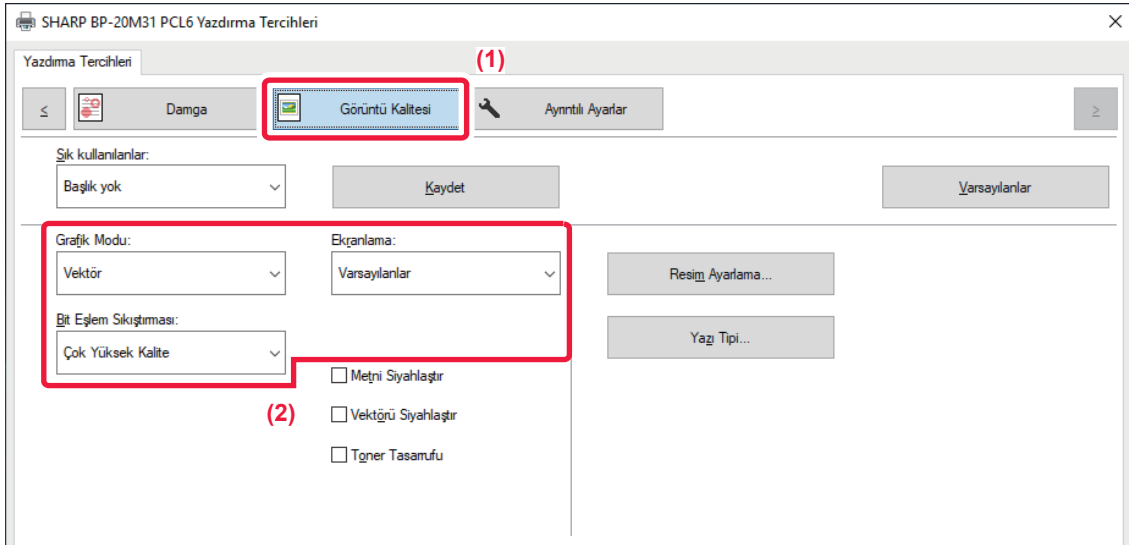 SHARP BP-20M31 PCL6 Yazdırma Tercihleri
Yazdırma Tercihleri
(1)
<
Damga
Görüntü Kalitesi
Ayrıntılı Ayarlar
>
Sık kullanılanlar:
Başlık yok
Kaydet
Varsayılanlar
Grafik Modu:
Ekranlama:
Vektör
Varsayılanlar
Resim Ayarlama...
Bit Eşlem Sıkıştırması:
Yazı Tipi...
Çok Yüksek Kalite
Metni Siyahlaştır
(2)
Vektörü Siyahlaştır
Toner Tasarrufu